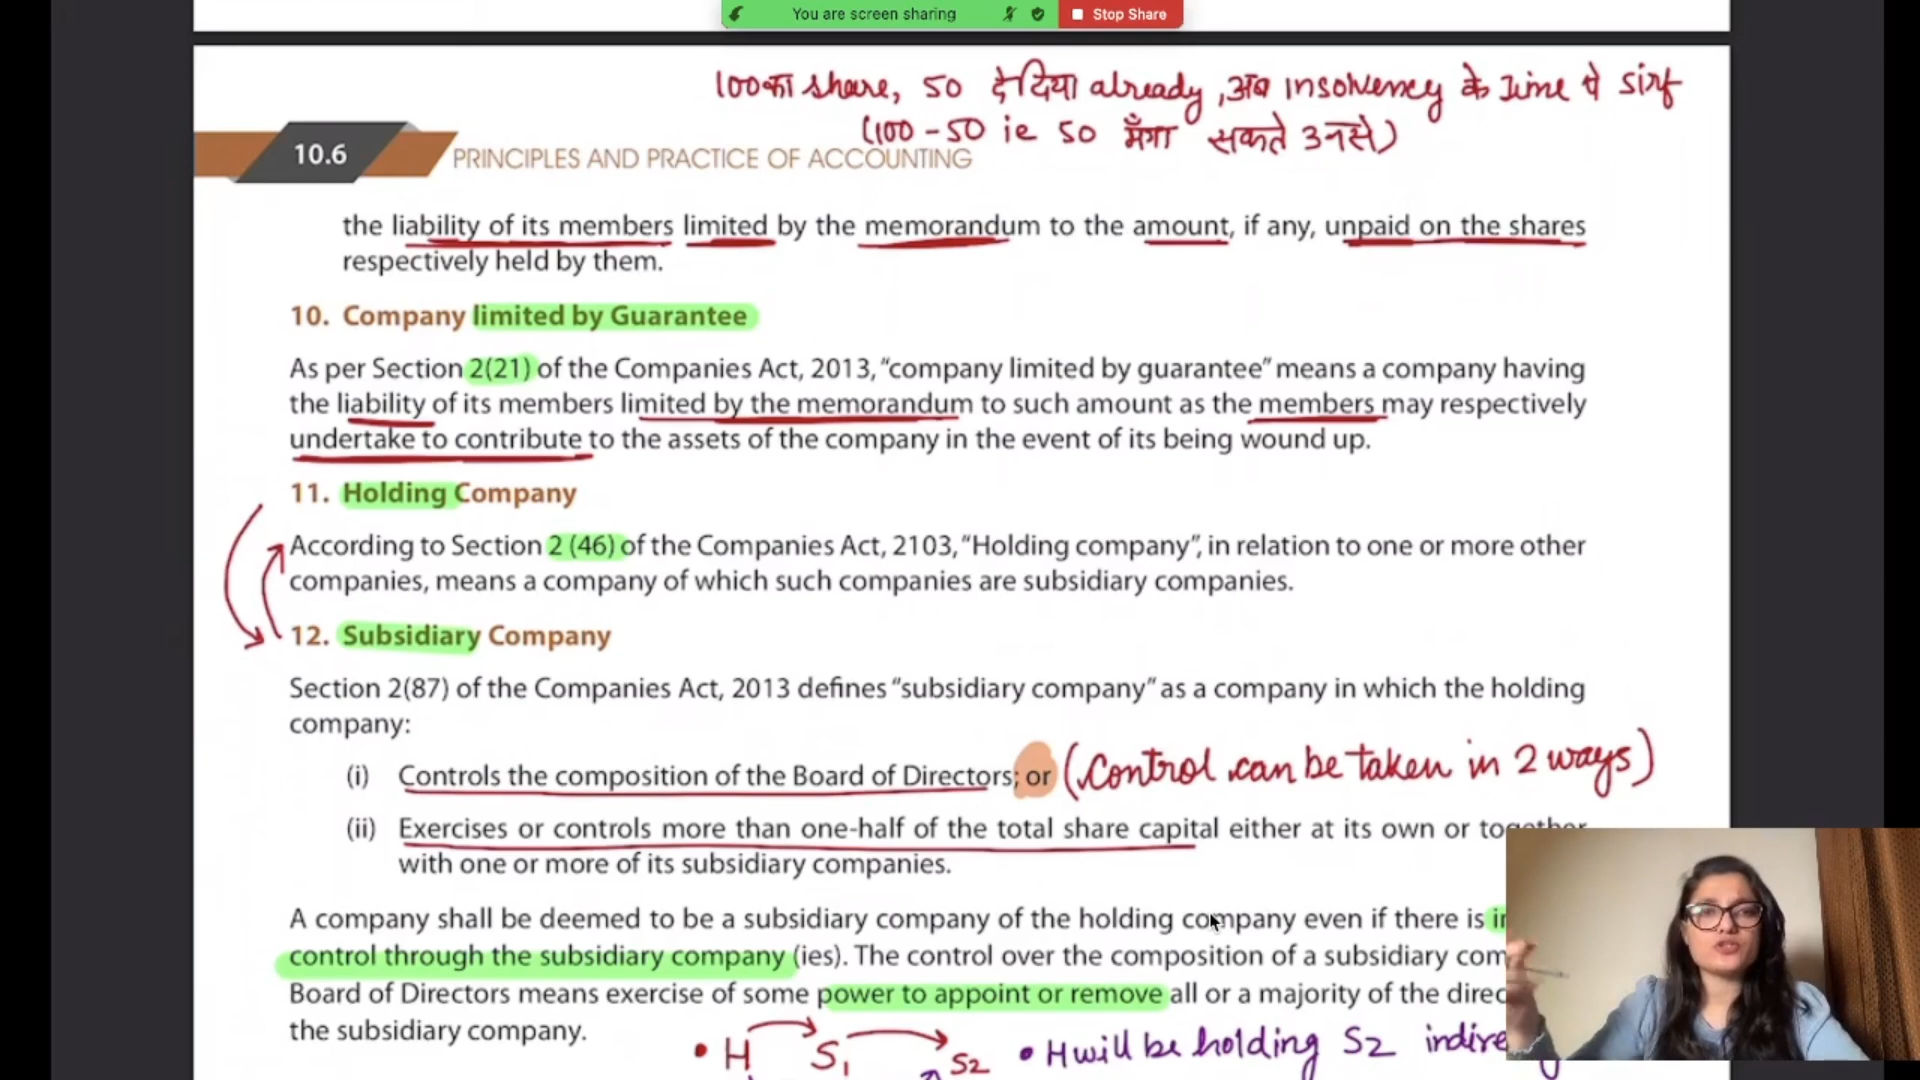 You are screen sharing
Stop Share
100का share, 50 दे दिया already, अब insolvency के time पे sirf
(100 - 50 ie 50 मँगा सकते उनसे)
10.6
PRINCIPLES AND PRACTICE OF ACCOUNTING
the liability of its members limited by the memorandum to the amount, if any, unpaid on the shares
respectively held by them.
10. Company limited by Guarantee
As per Section 2(21) of the Companies Act, 2013, “company limited by guarantee” means a company having
the liability of its members limited by the memorandum to such amount as the members may respectively
undertake to contribute to the assets of the company in the event of its being wound up.
11. Holding Company
According to Section 2 (46) of the Companies Act, 2103, “Holding company”, in relation to one or more other
companies, means a company of which such companies are subsidiary companies.
12. Subsidiary Company
Section 2(87) of the Companies Act, 2013 defines “subsidiary company” as a company in which the holding
company:
(i) Controls the composition of the Board of Directors; or (Control can be taken in 2 ways)
(ii) Exercises or controls more than one-half of the total share capital either at its own or together
with one or more of its subsidiary companies.
A company shall be deemed to be a subsidiary company of the holding company even if there is
control through the subsidiary company (ies). The control over the composition of a subsidiary
Board of Directors means exercise of some power to appoint or remove all or a majority of the
the subsidiary company.
• H S1 S2 • H will be holding S2